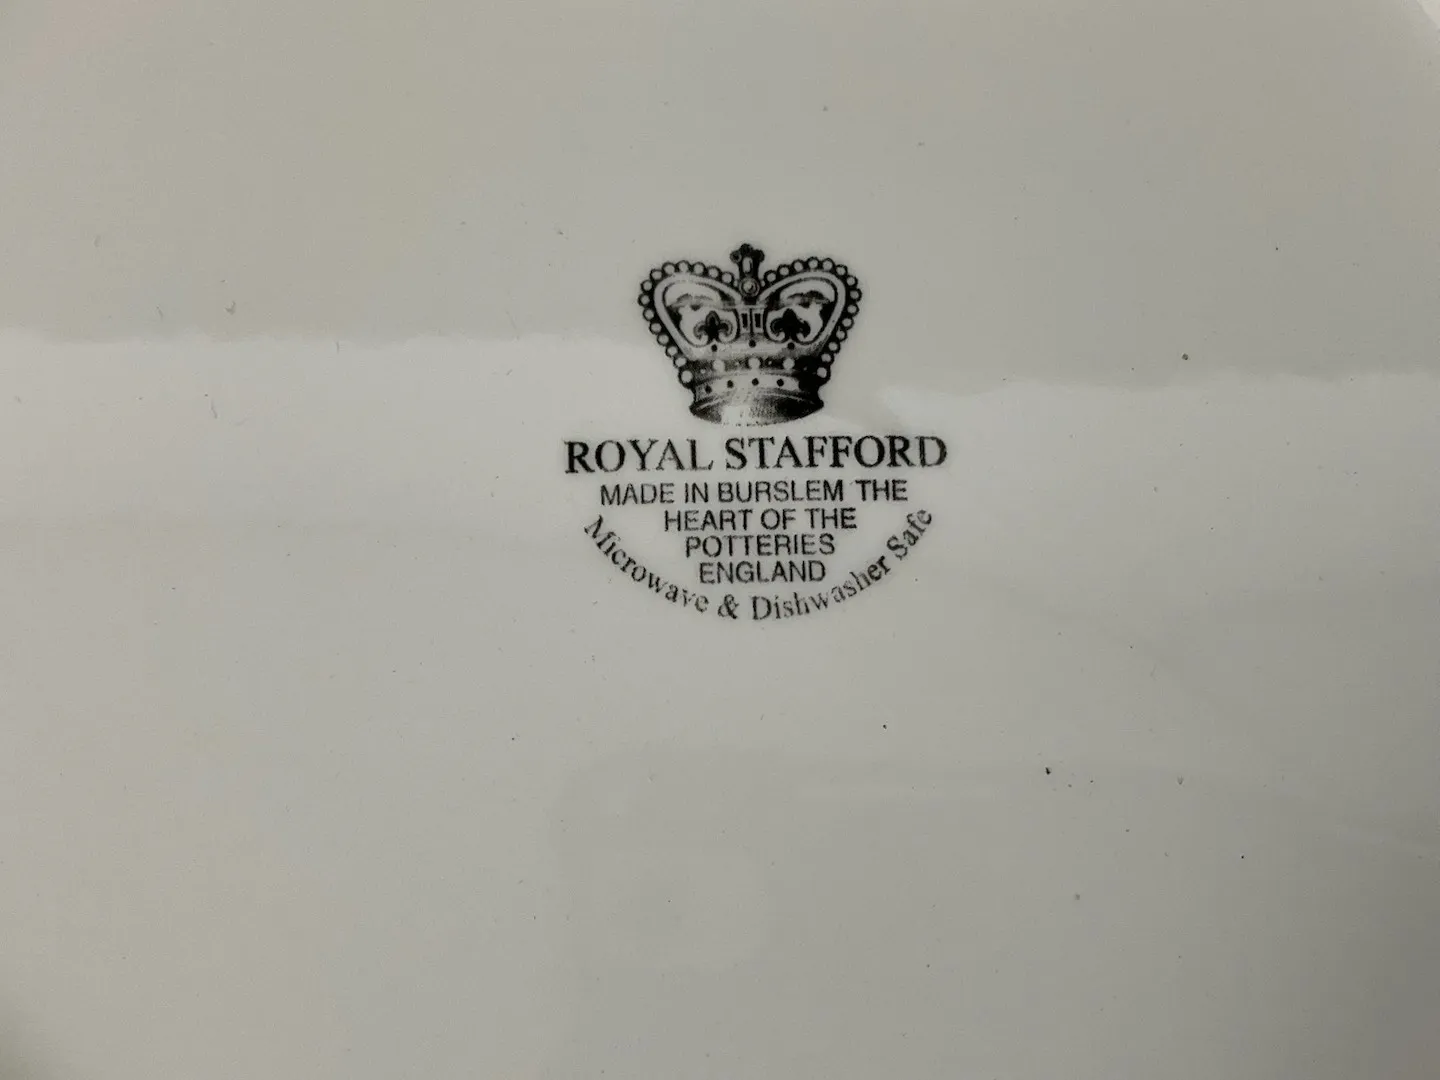 ROYAL STAFFORD
MADE IN BURSLEM THE
HEART OF THE
POTTERIES
ENGLAND
Microwave & Dishwasher Safe